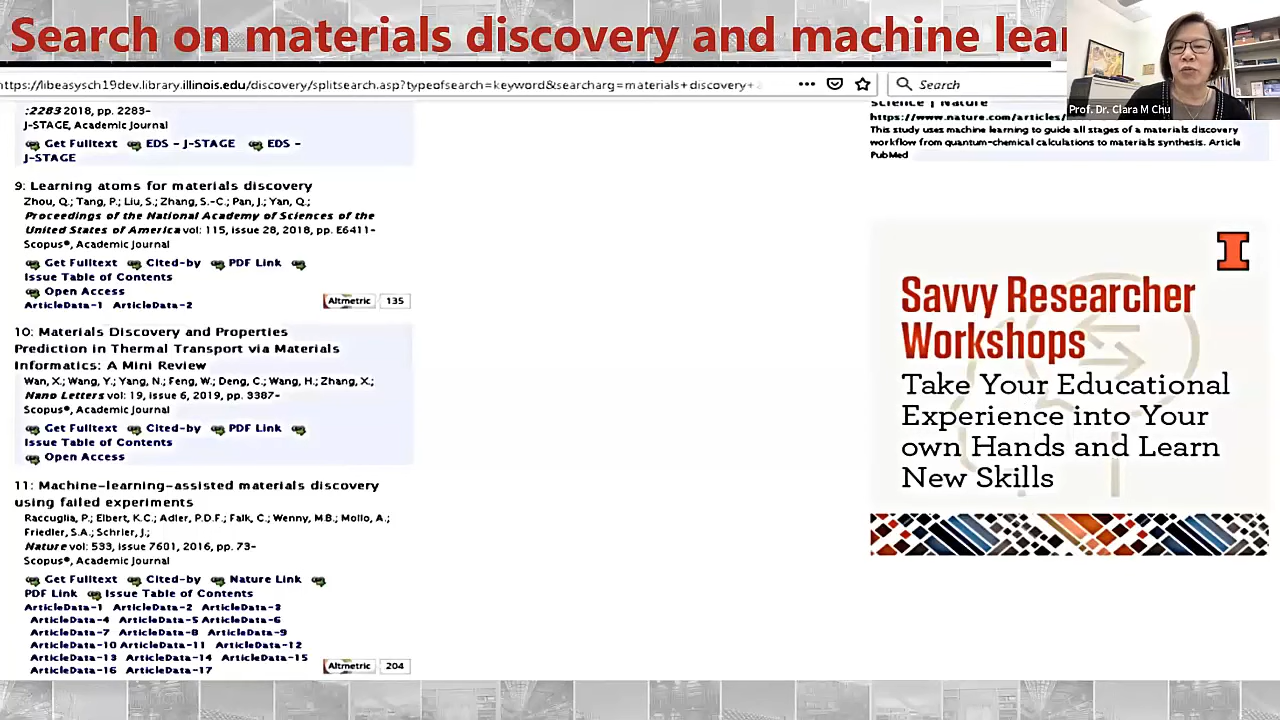 Search on materials discovery and machine lear
https://libeasysch19dev.library.illinois.edu/discovery/splitsearch.asp?typeofsearch=keyword&searcharg=materials+discovery+
Search
Prof. Dr. Clara M Chu
:2283 2018, pp. 2283-
J-STAGE, Academic Journal
Get Fulltext EDS - J-STAGE EDS -
J-STAGE
9: Learning atoms for materials discovery
Zhou, Q.; Tang, P.; Liu, S.; Zhang, S.-C.; Pan, J.; Yan, Q.;
Proceedings of the National Academy of Sciences of the
United States of America vol: 115, issue 28, 2018, pp. E6411-
Scopus®, Academic Journal
Get Fulltext Cited-by PDF Link
Issue Table of Contents
Open Access
ArticleData-1 ArticleData-2
Altmetric 135
10: Materials Discovery and Properties
Prediction in Thermal Transport via Materials
Informatics: A Mini Review
Wan, X.; Wang, Y.; Yang, N.; Feng, W.; Deng, C.; Wang, H.; Zhang, X.;
Nano Letters vol: 19, issue 6, 2019, pp. 3387-
Scopus®, Academic Journal
Get Fulltext Cited-by PDF Link
Issue Table of Contents
Open Access
11: Machine-learning-assisted materials discovery
using failed experiments
Raccuglia, P.; Elbert, K.C.; Adler, P.D.F.; Falk, C.; Wenny, M.B.; Mollo, A.;
Friedler, S.A.; Schrier, J.;
Nature vol: 533, issue 7601, 2016, pp. 73-
Scopus®, Academic Journal
Get Fulltext Cited-by Nature Link
PDF Link Issue Table of Contents
ArticleData-1 ArticleData-2 ArticleData-3
ArticleData-4 ArticleData-5 ArticleData-6
ArticleData-7 ArticleData-8 ArticleData-9
ArticleData-10 ArticleData-11 ArticleData-12
ArticleData-13 ArticleData-14 ArticleData-15
ArticleData-16 ArticleData-17
Altmetric 204
Science | Nature
https://www.nature.com/articles/
This study uses machine learning to guide all stages of a materials discovery
workflow from quantum-chemical calculations to materials synthesis. Article
PubMed
I
Savvy Researcher
Workshops
Take Your Educational
Experience into Your
own Hands and Learn
New Skills